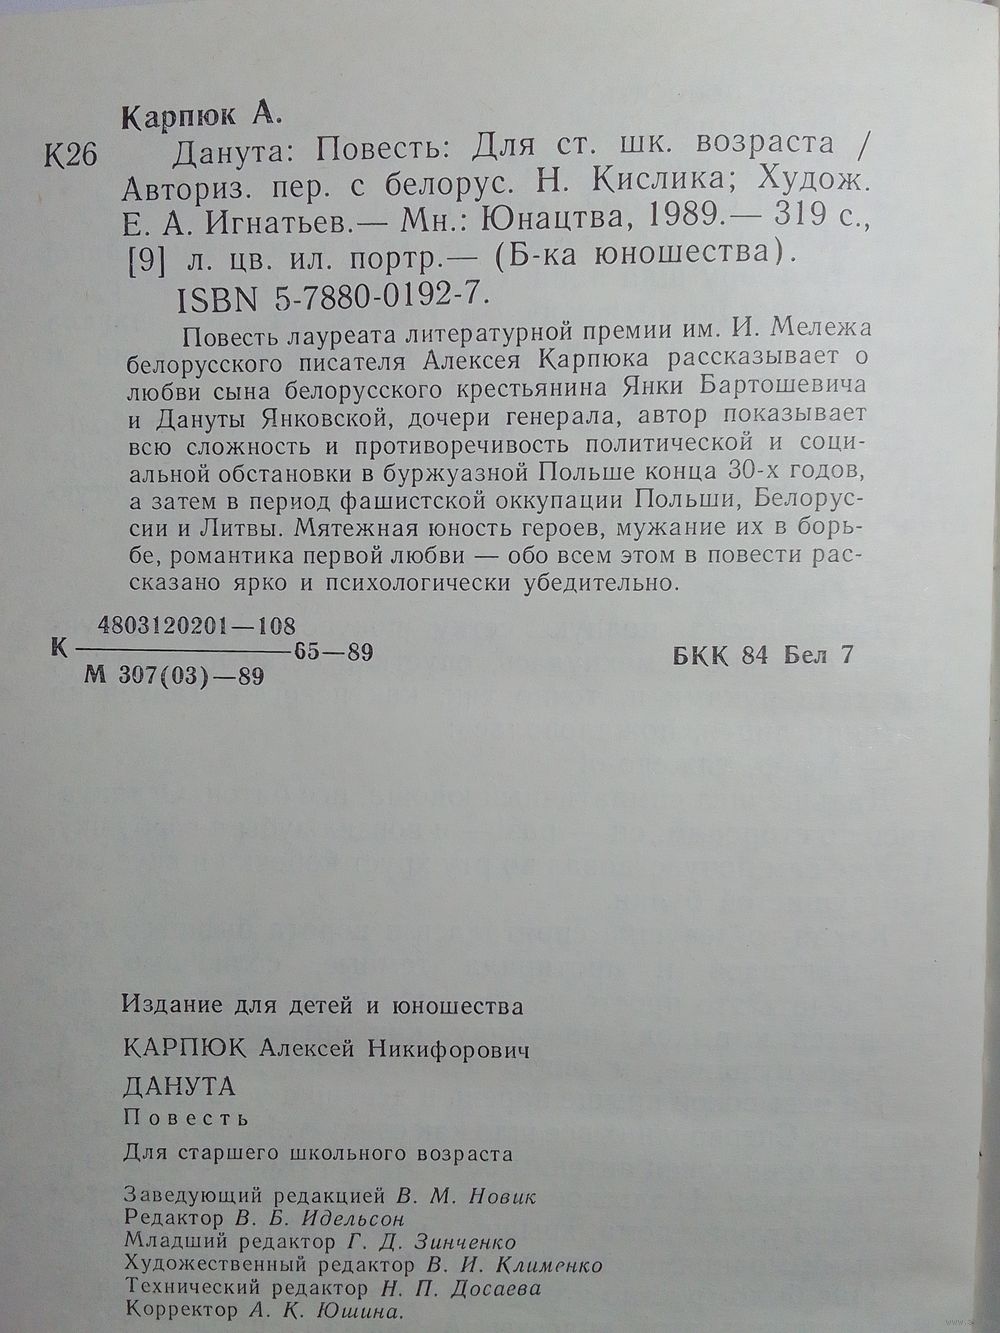 Карпюк А.
К26 Данута: Повесть: Для ст. шк. возраста /
Авториз. пер. с белорус. Н. Кислика; Худож.
Е. А. Игнатьев.— Мн.: Юнацтва, 1989.— 319 с.,
[9] л. цв. ил. портр.— (Б-ка юношества).
ISBN 5-7880-0192-7.
Повесть лауреата литературной премии им. И. Мележа
белорусского писателя Алексея Карпюка рассказывает о
любви сына белорусского крестьянина Янки Бартошевича
и Дануты Янковской, дочери генерала, автор показывает
всю сложность и противоречивость политической и соци-
альной обстановки в буржуазной Польше конца 30-х годов,
а затем в период фашистской оккупации Польши, Белорус-
сии и Литвы. Мятежная юность героев, мужание их в борь-
бе, романтика первой любви — обо всем этом в повести рас-
сказано ярко и психологически убедительно.
4803120201—108
К 65—89
М 307(03)—89
БКК 84 Бел 7
Издание для детей и юношества
КАРПЮК Алексей Никифорович
ДАНУТА
Повесть
Для старшего школьного возраста
Заведующий редакцией В. М. Новик
Редактор В. Б. Идельсон
Младший редактор Г. Д. Зинченко
Художественный редактор В. И. Клименко
Технический редактор Н. П. Досаева
Корректор А. К. Юшина.